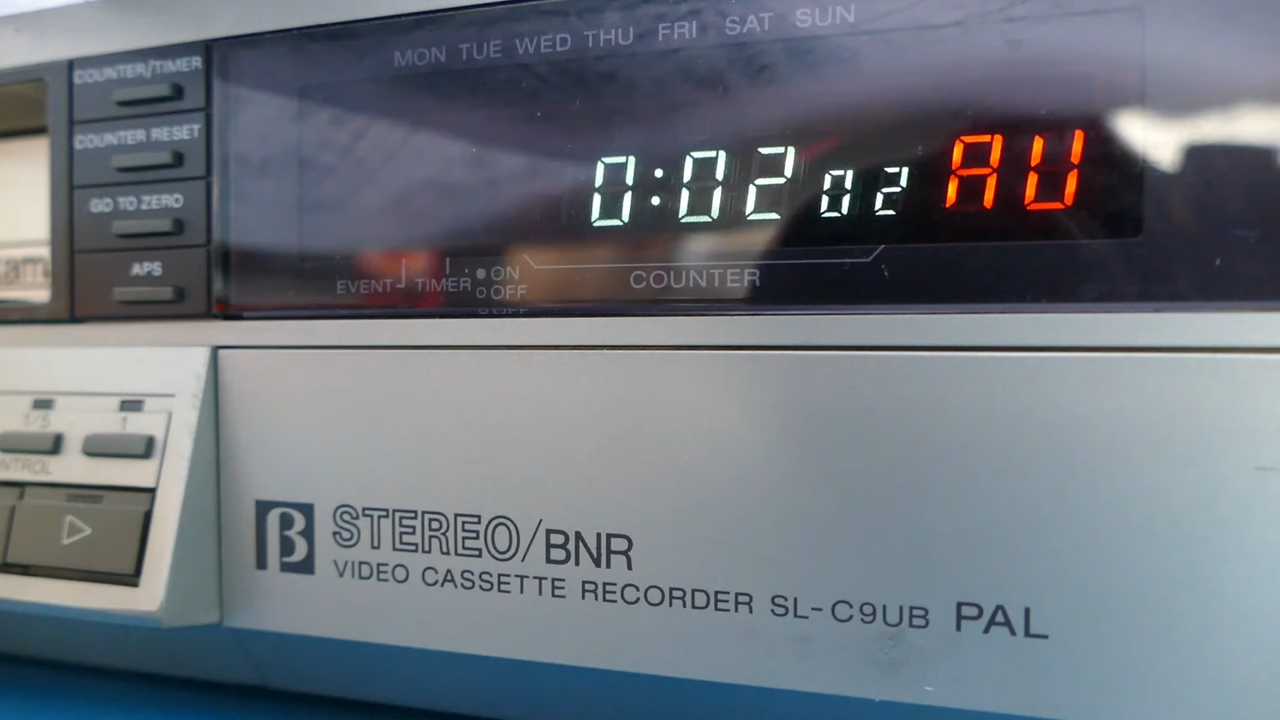 MON TUE WED THU FRI SAT SUN
COUNTER/TIMER
COUNTER RESET
GO TO ZERO
APS
0:02 02 AU
EVENT TIMER ON
OFF
COUNTER
1/5 1
β STEREO/BNR
VIDEO CASSETTE RECORDER SL-C9UB PAL